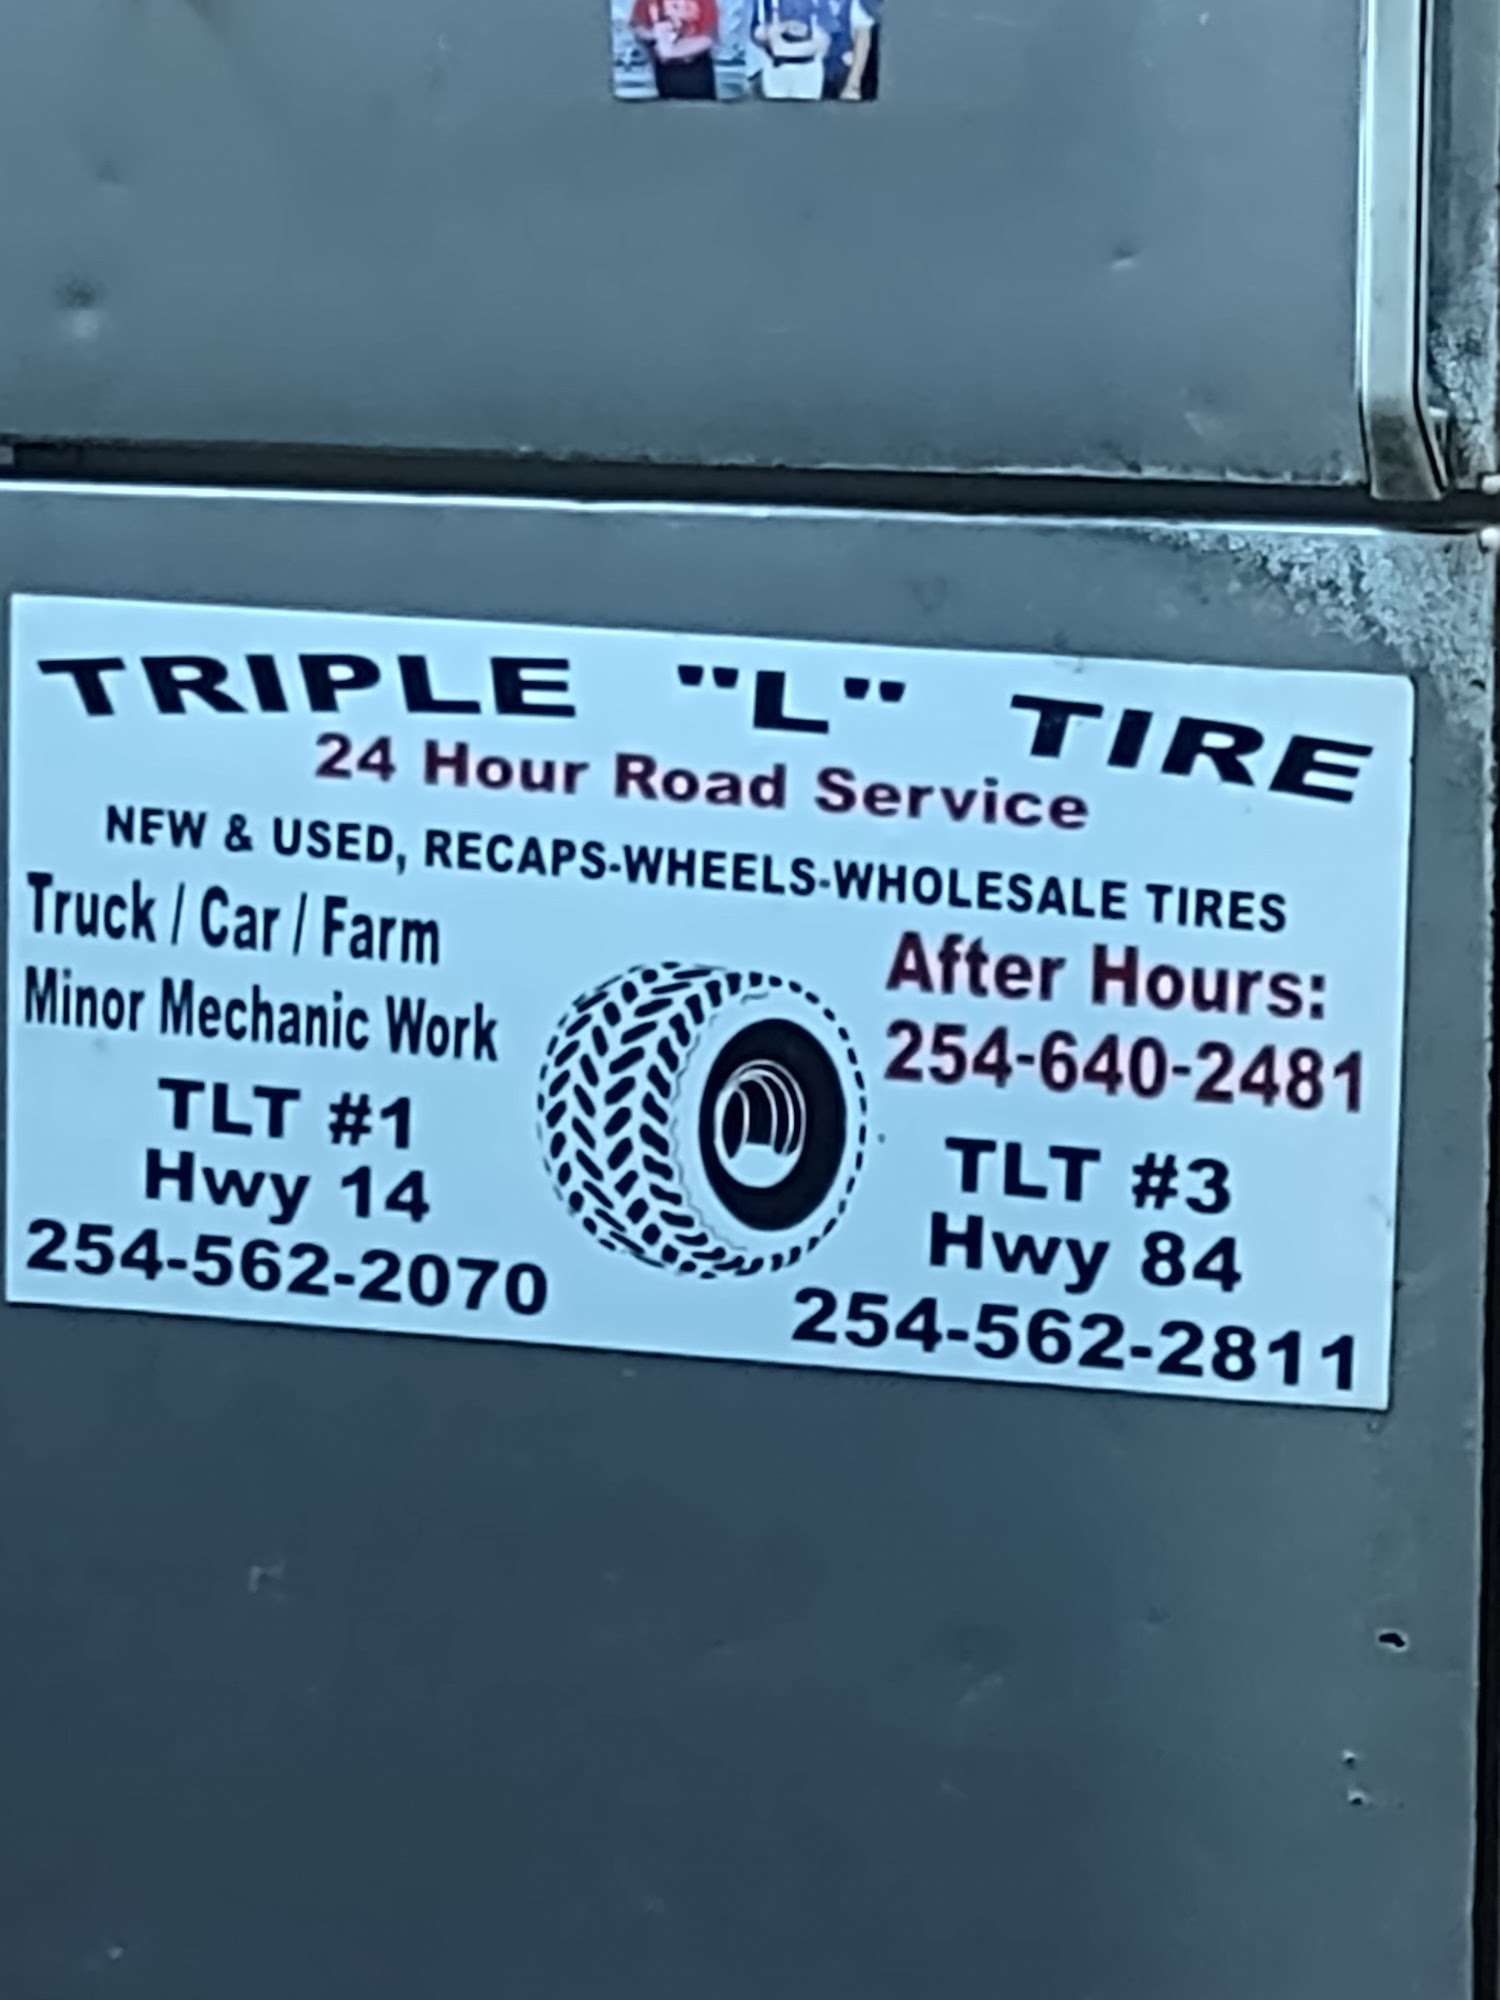 TRIPLE "L" TIRE
24 Hour Road Service
NEW & USED, RECAPS-WHEELS-WHOLESALE TIRES
Truck / Car / Farm
Minor Mechanic Work
TLT #1
Hwy 14
254-562-2070
After Hours:
254-640-2481
TLT #3
Hwy 84
254-562-2811